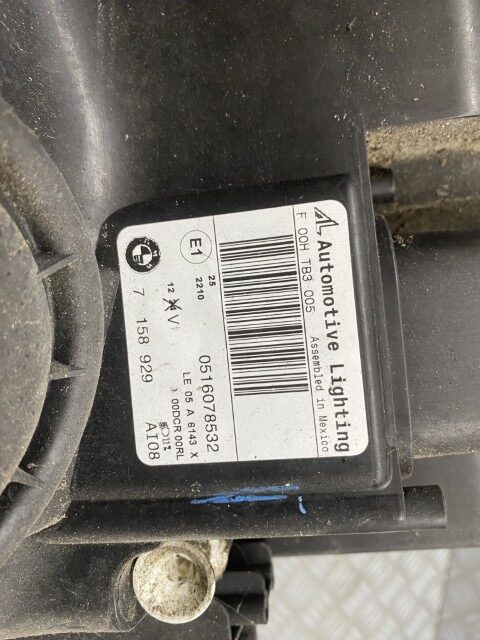 Automotive Lighting
F 00H TB3 005
Assembled in Mexico
0516078532
E1
25
2210
LE 05 A 6143 X
00DCR 00RL
12 V
7 158 929
AI08